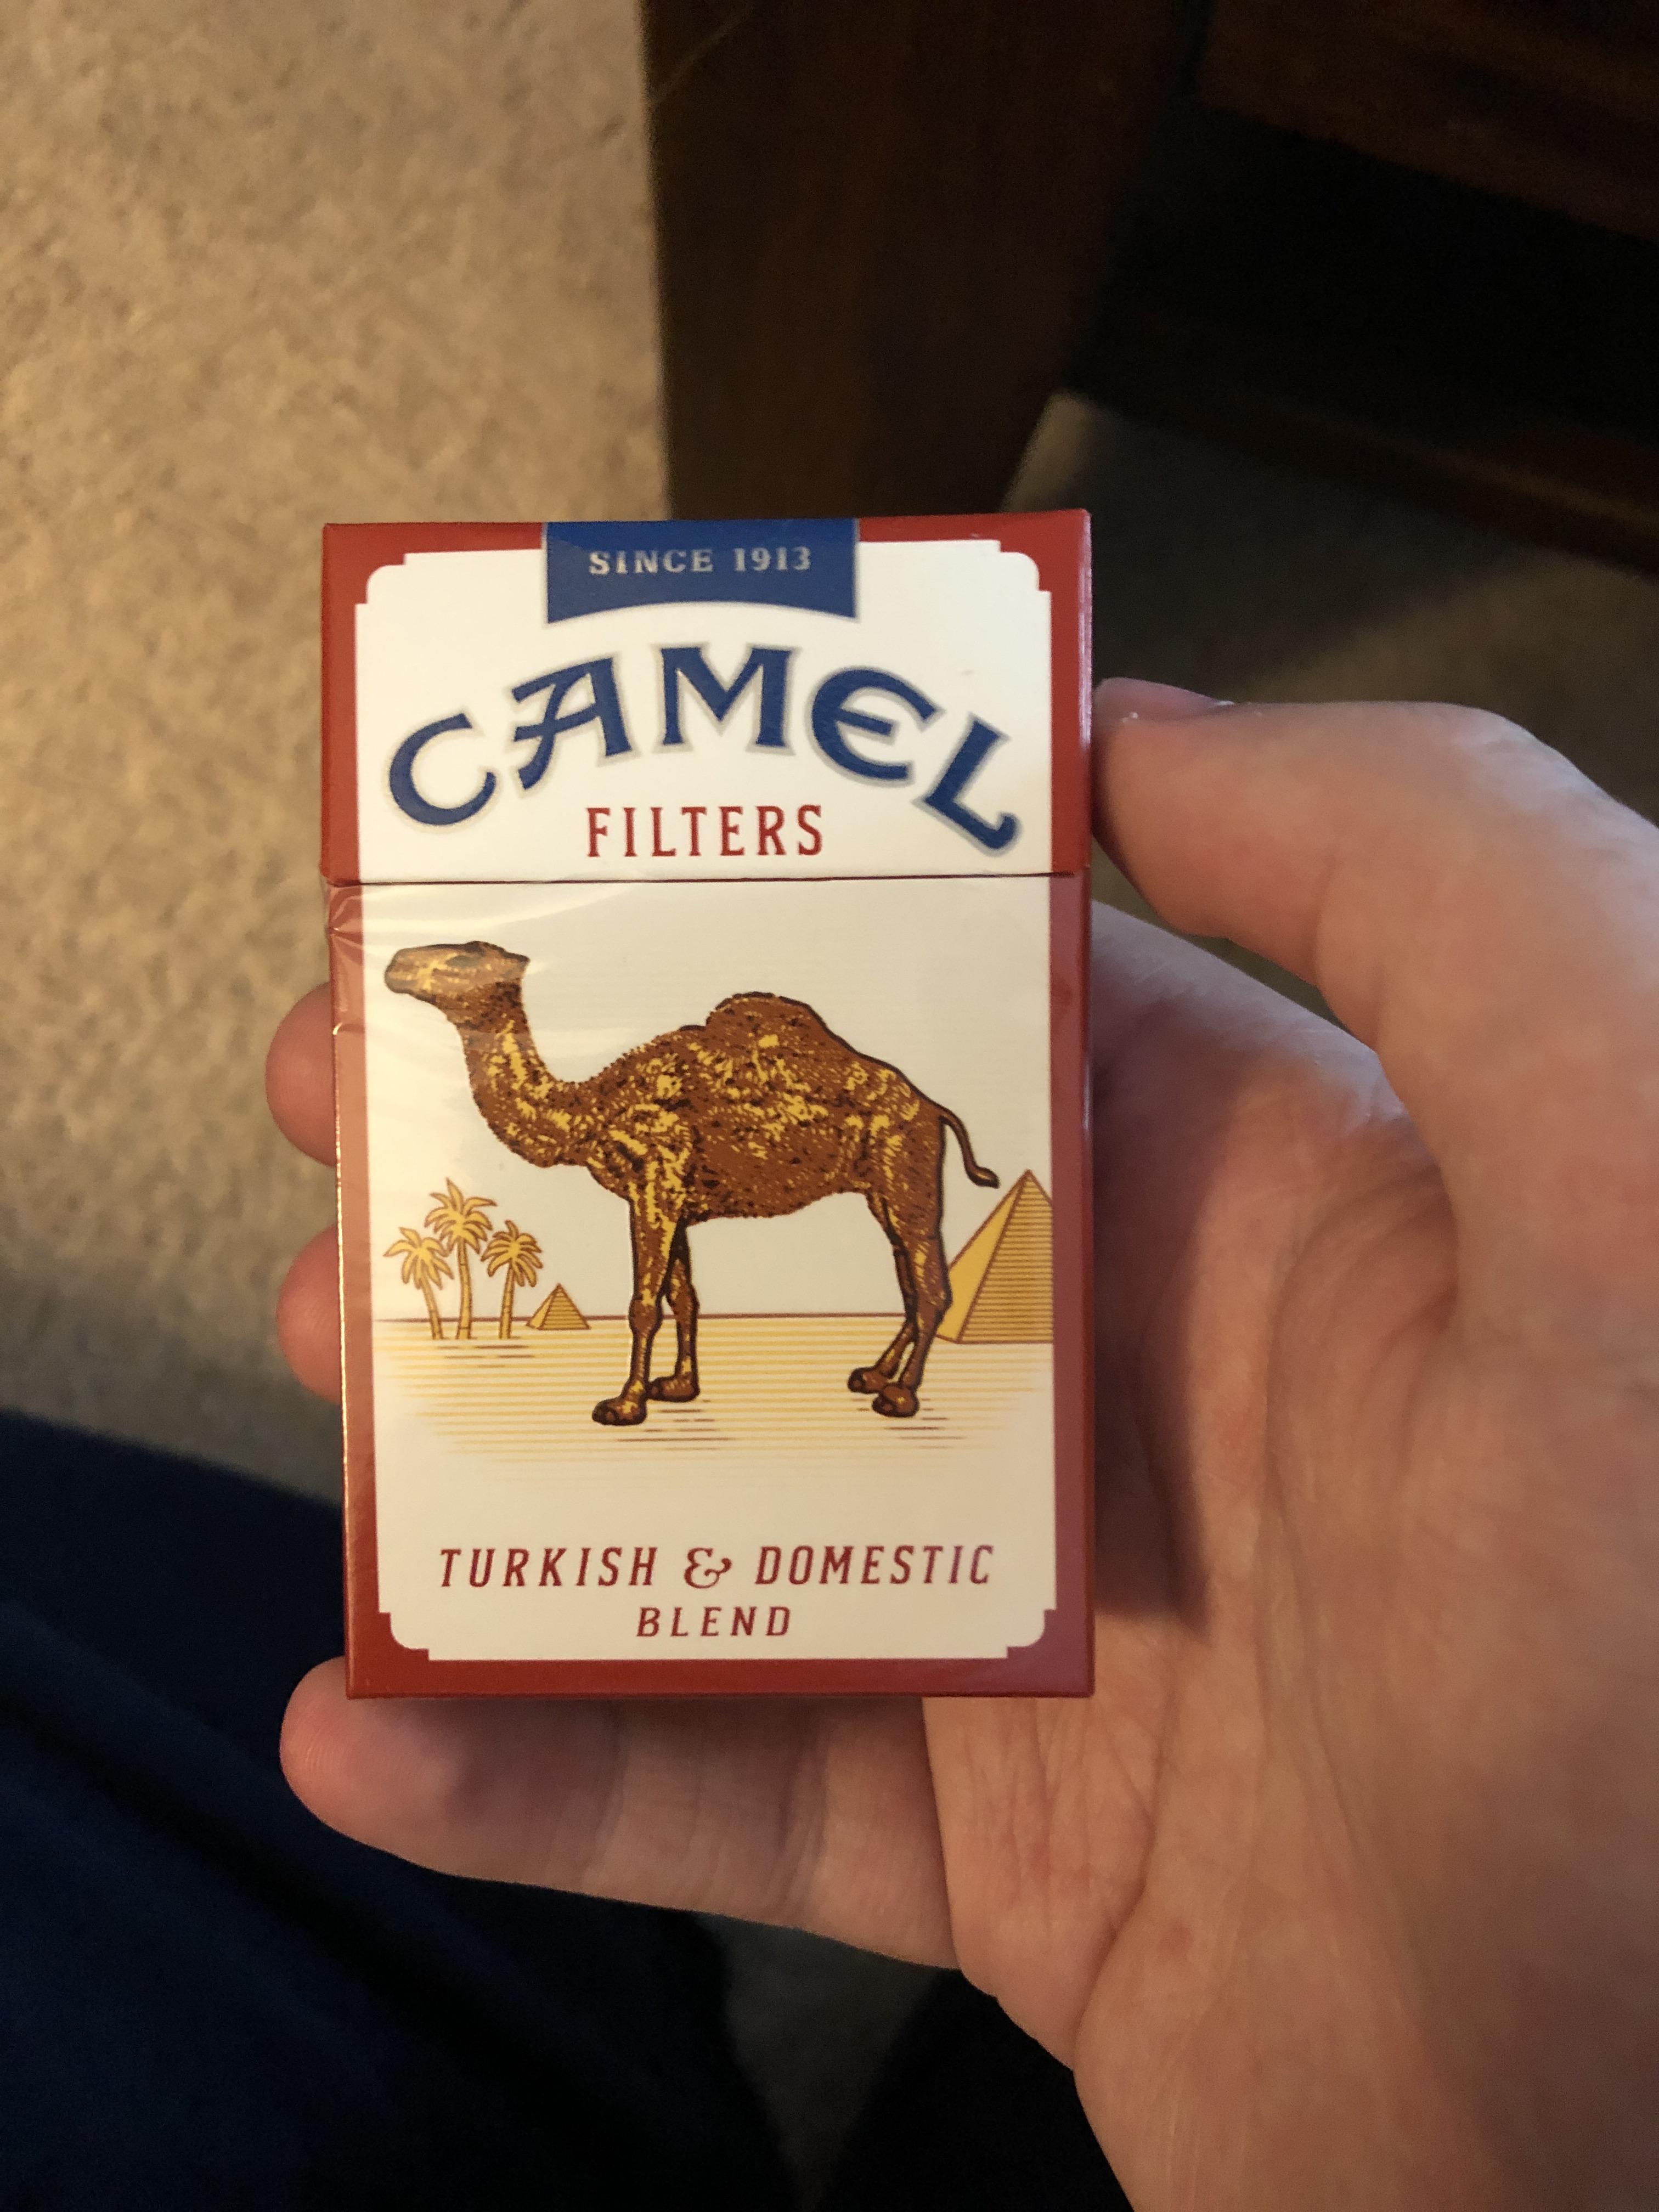 SINCE 1913
CAMEL
FILTERS
TURKISH & DOMESTIC
BLEND